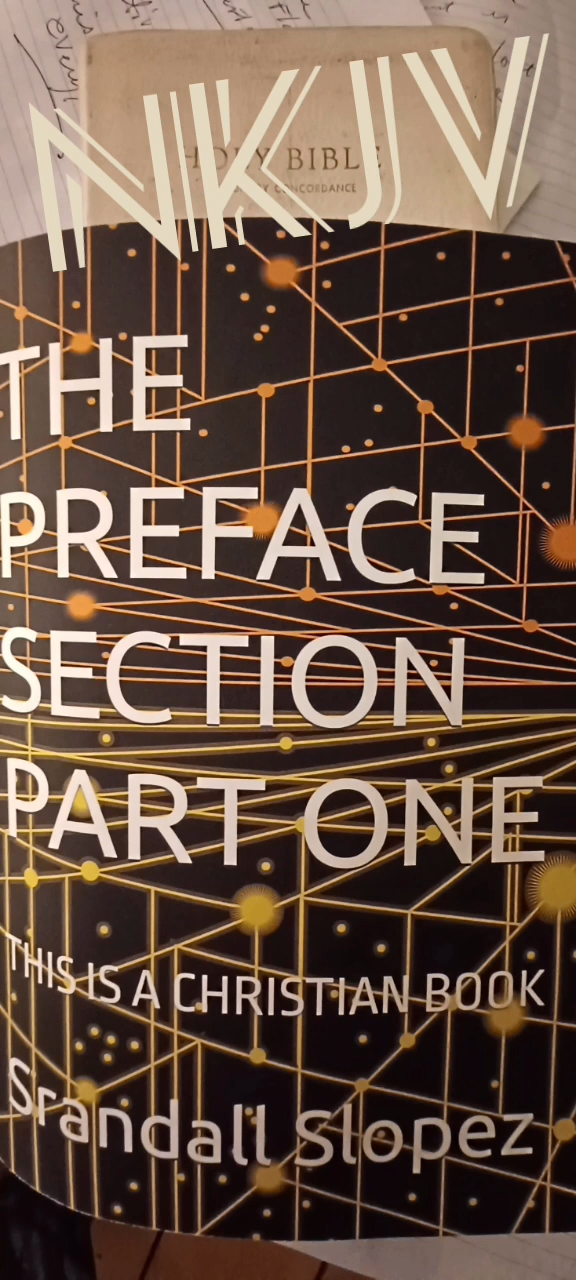 NKJV
HOLY BIBLE
CONCORDANCE
THE
PREFACE
SECTION
PART ONE
THIS IS A CHRISTIAN BOOK
Srandall Slopez